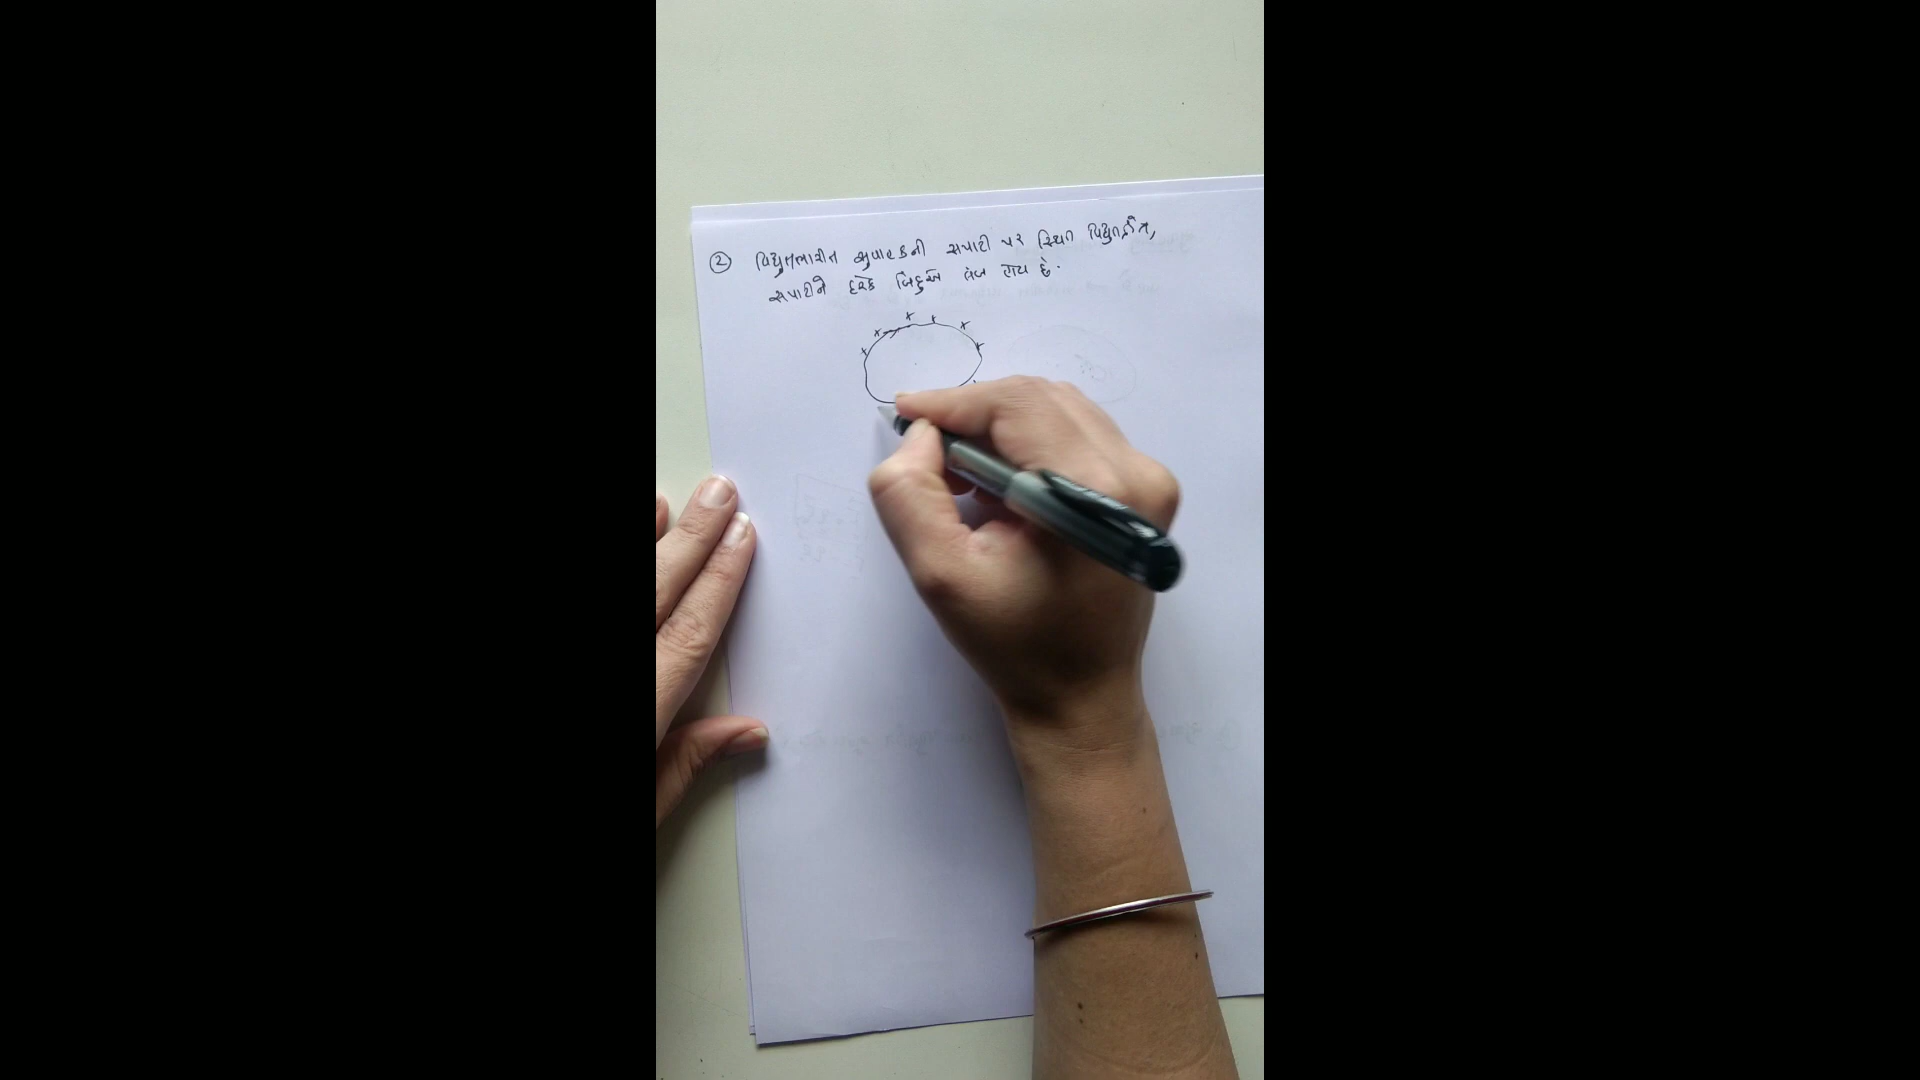 ② વિદ્યુતભારીત સુવાહકની સપાટી પર સ્થિત વિદ્યુતક્ષેત્ર,
સપાટીને દરેક બિંદુએ લંબ હોય છે.
+ + + + + +